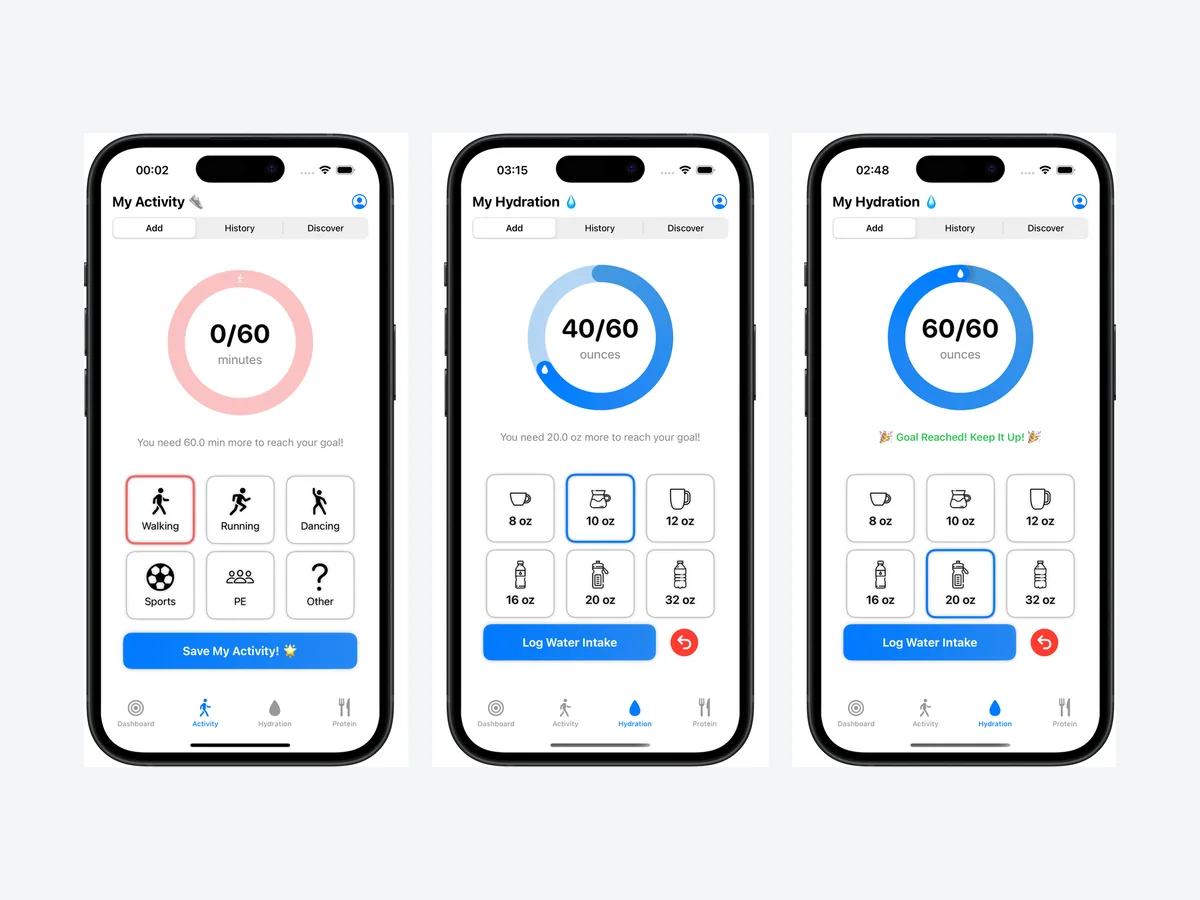 00:02
My Activity
Add History Discover
0/60
minutes
You need 60.0 min more to reach your goal!
Walking Running Dancing
Sports PE Other
Save My Activity!
Dashboard Activity Hydration Protein
03:15
My Hydration
Add History Discover
40/60
ounces
You need 20.0 oz more to reach your goal!
8 oz 10 oz 12 oz
16 oz 20 oz 32 oz
Log Water Intake
Dashboard Activity Hydration Protein
02:48
My Hydration
Add History Discover
60/60
ounces
🎉 Goal Reached! Keep It Up! 🎉
8 oz 10 oz 12 oz
16 oz 20 oz 32 oz
Log Water Intake
Dashboard Activity Hydration Protein